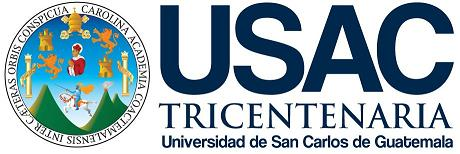 CAROLINA ACADEMIA COACTEMALENSIS INTER CÆTERAS ORBIS CONSPICUA
USAC
TRICENTENARIA
Universidad de San Carlos de Guatemala